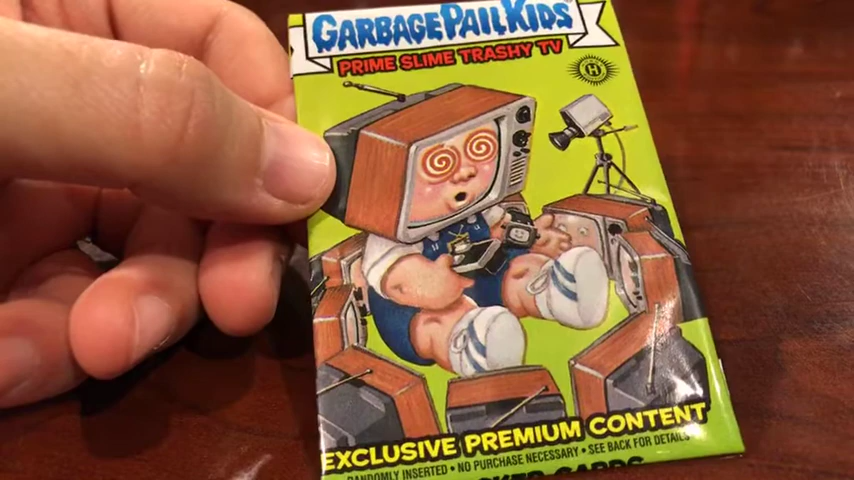 GARBAGE PAIL KIDS
PRIME SLIME TRASHY TV
H
EXCLUSIVE PREMIUM CONTENT
RANDOMLY INSERTED • NO PURCHASE NECESSARY • SEE BACK FOR DETAILS